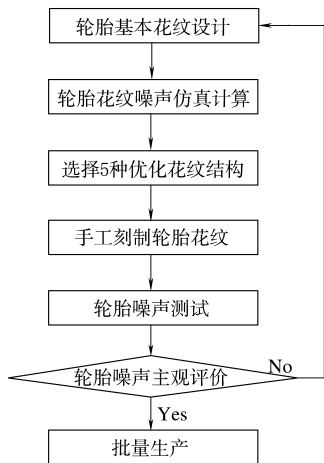 轮胎基本花纹设计
轮胎花纹噪声仿真计算
选择5种优化花纹结构
手工刻制轮胎花纹
轮胎噪声测试
轮胎噪声主观评价
No
Yes
批量生产